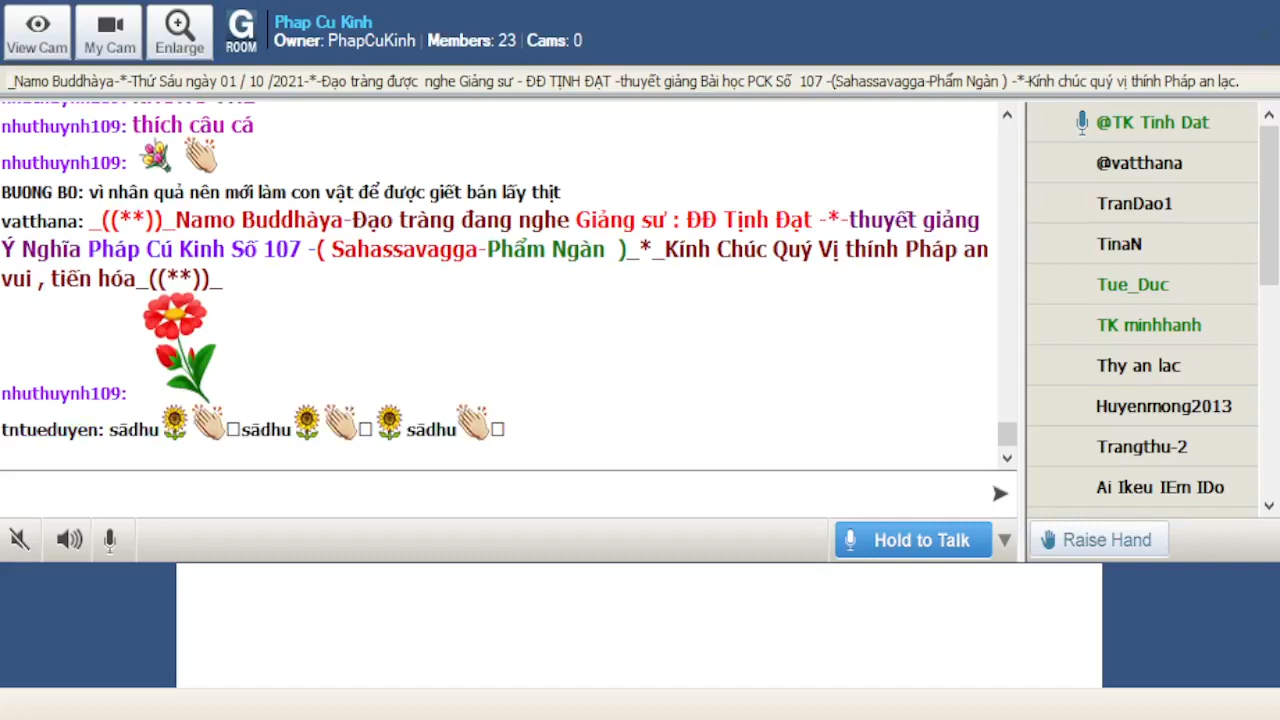 View Cam
My Cam
Enlarge
G
ROOM
Phap Cu Kinh
Owner: PhapCuKinh | Members: 23 | Cams: 0
_Namo Buddhàya-*-Thứ Sáu ngày 01 / 10 /2021-*-Đạo tràng được nghe Giảng sư - ĐĐ TỊNH ĐẠT -thuyết giảng Bài học PCK Số 107 -(Sahassavagga-Phẩm Ngàn ) -*-Kính chúc quý vị thính Pháp an lạc.
nhuthuynh109: thích câu cá
nhuthuynh109:
BUONG BO: vì nhân quả nên mới làm con vật để được giết bán lấy thịt
vatthana: _((**))_Namo Buddhàya-Đạo tràng đang nghe Giảng sư : ĐĐ Tịnh Đạt -*-thuyết giảng
Ý Nghĩa Pháp Cú Kinh Số 107 -( Sahassavagga-Phẩm Ngàn )_*_Kính Chúc Quý Vị thính Pháp an
vui , tiến hóa_((**))_
nhuthuynh109:
tntueduyen: sādhu🌻👏□sādhu🌻👏□🌻sādhu👏□
@TK Tinh Dat
@vatthana
TranDao1
TinaN
Tue_Duc
TK minhhanh
Thy an lac
Huyenmong2013
Trangthu-2
Ai Ikeu IEm IDo
Hold to Talk
Raise Hand